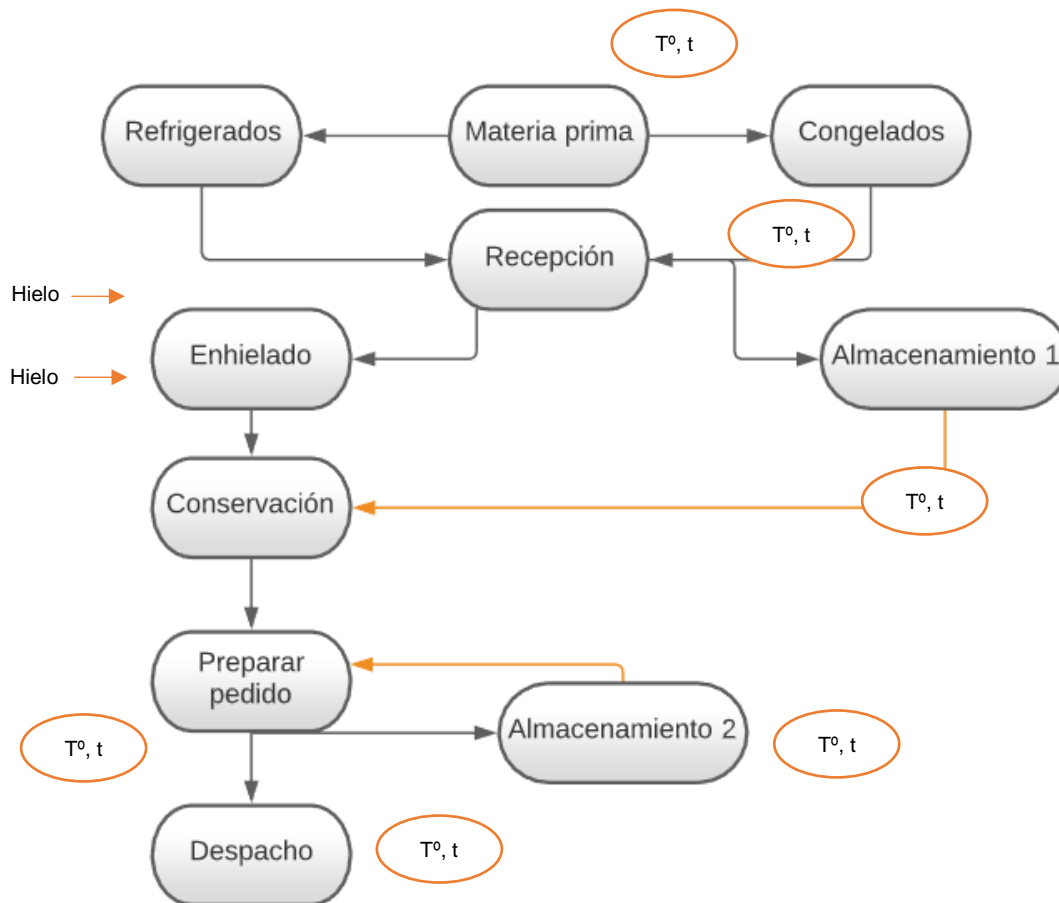 Tº, t
Refrigerados
Materia prima
Congelados
Tº, t
Recepción
Hielo
Enhielado
Almacenamiento 1
Hielo
Conservación
Tº, t
Preparar
pedido
Almacenamiento 2
Tº, t
Tº, t
Despacho
Tº, t